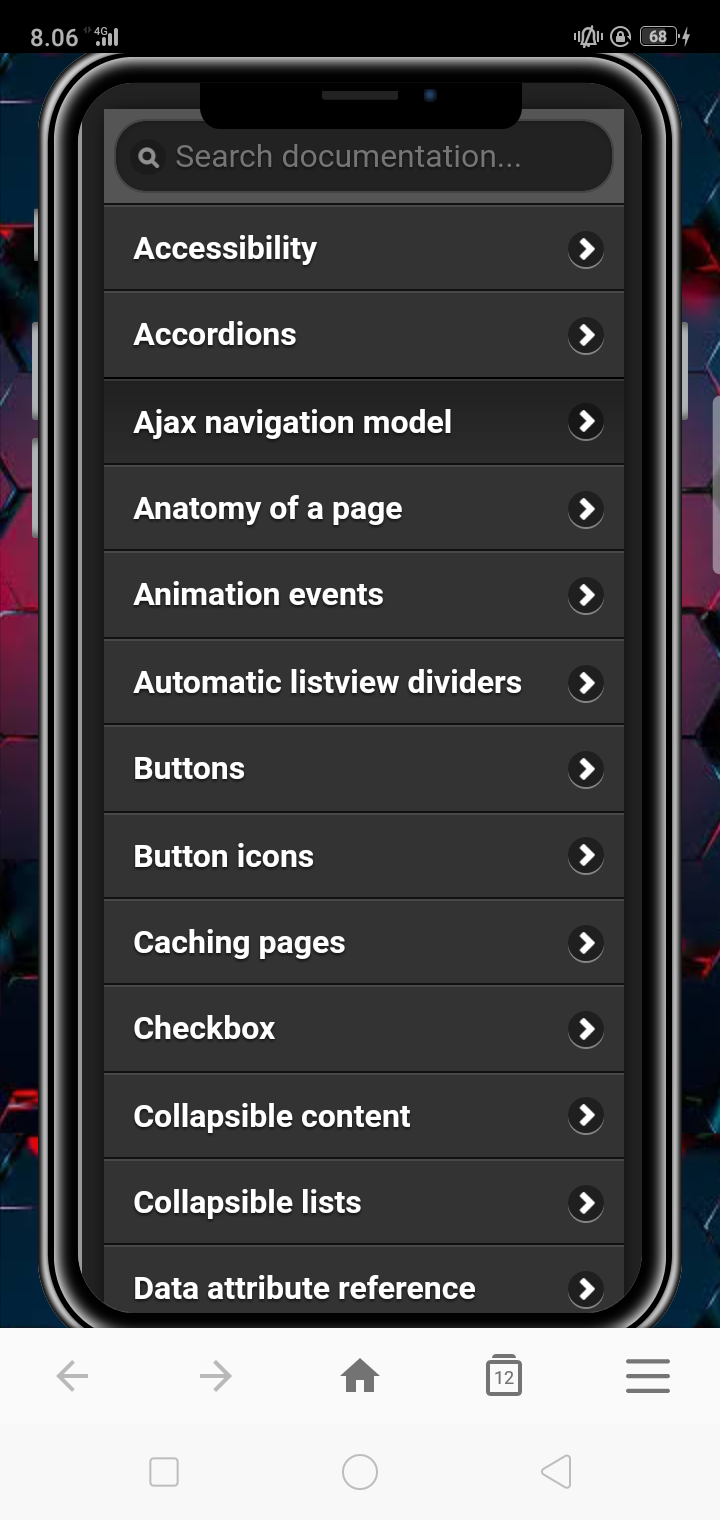 8.06 4G 68
Search documentation...
Accessibility
Accordions
Ajax navigation model
Anatomy of a page
Animation events
Automatic listview dividers
Buttons
Button icons
Caching pages
Checkbox
Collapsible content
Collapsible lists
Data attribute reference
12